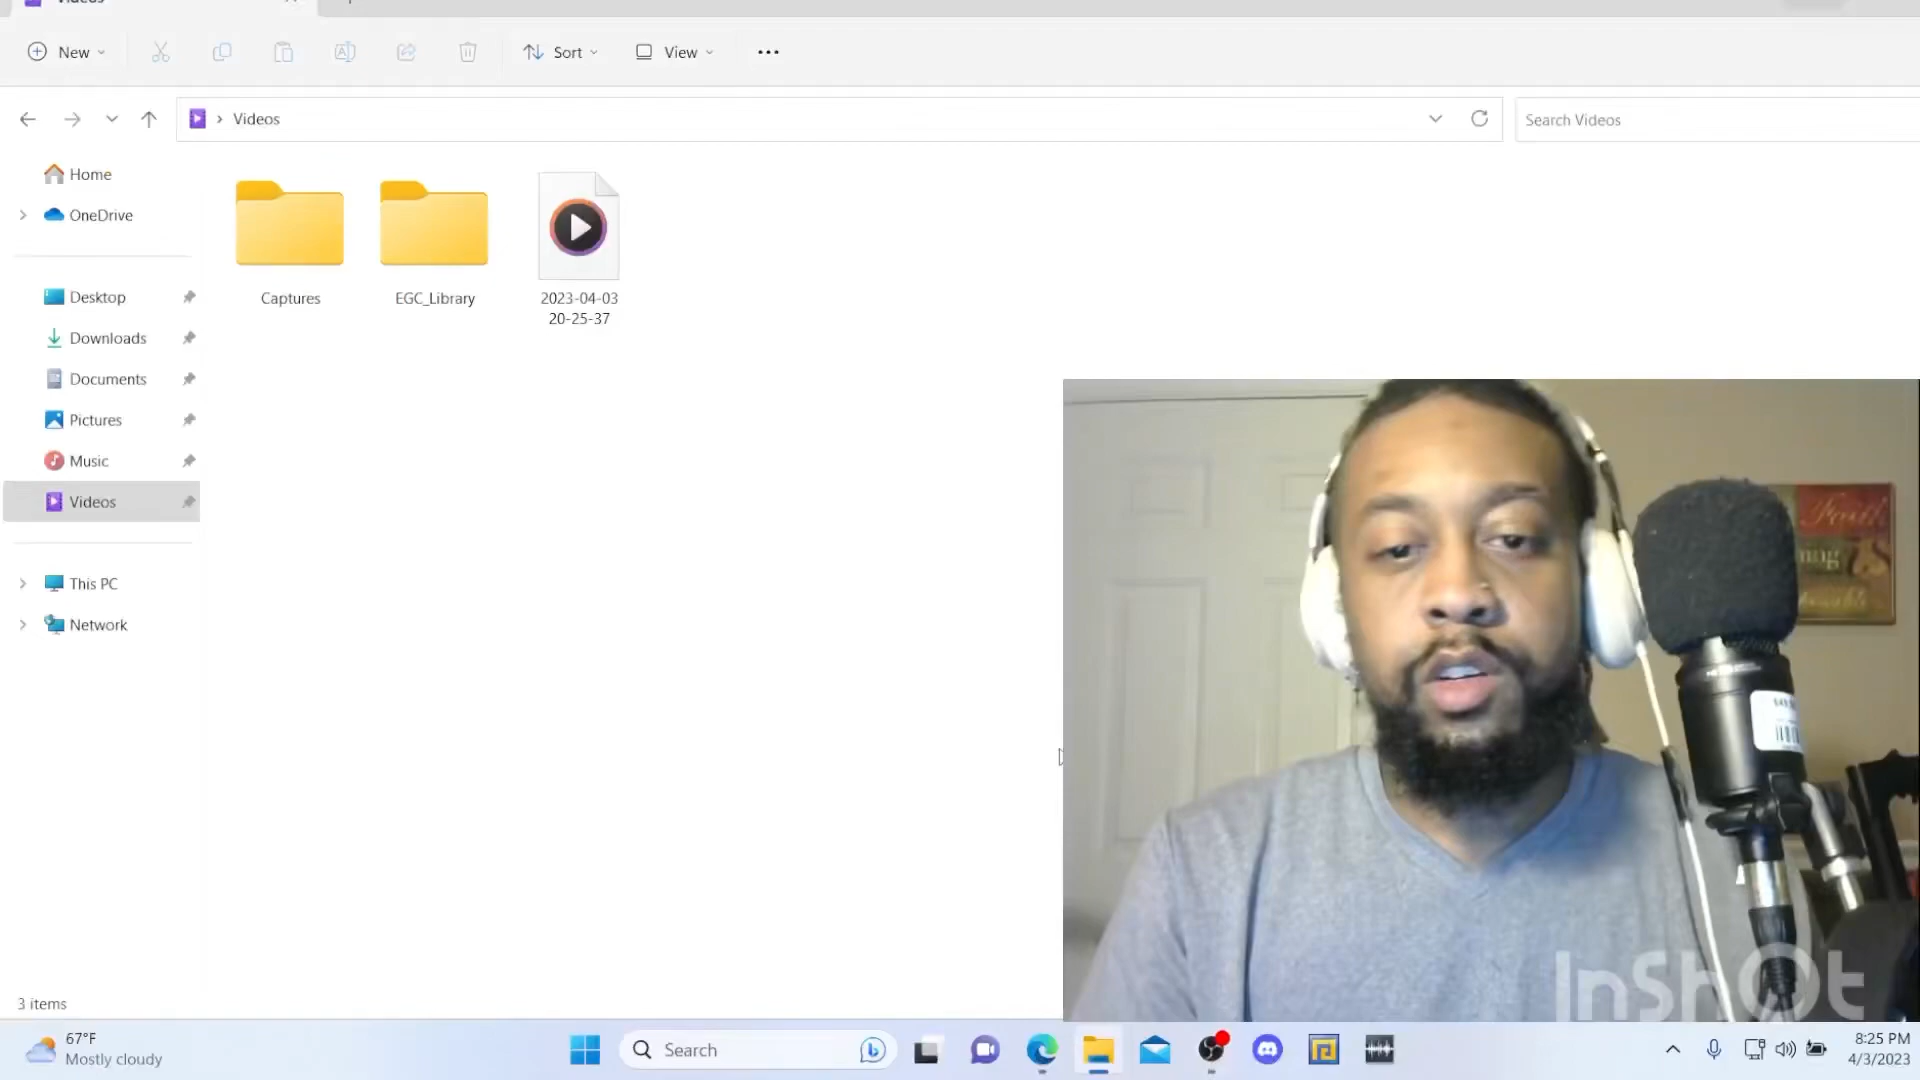 Videos
New
Sort
View
Videos
Search Videos
Home
OneDrive
Desktop
Downloads
Documents
Pictures
Music
Videos
This PC
Network
Captures
EGC_Library
2023-04-03
20-25-37
Faith
InShOt
3 items
67°F
Mostly cloudy
Search
8:25 PM
4/3/2023